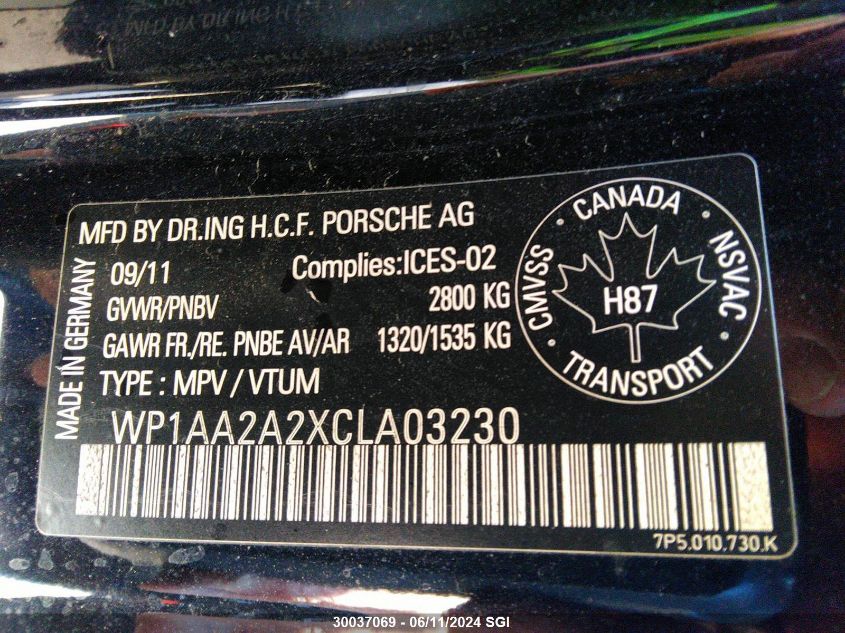 MFD BY DR.ING H.C.F. PORSCHE AG
MADE IN GERMANY
09/11 Complies:ICES-02
GVWR/PNBV 2800 KG
GAWR FR./RE. PNBE AV/AR 1320/1535 KG
TYPE : MPV / VTUM
WP1AA2A2XCLA03230
CANADA
CMVSS · NSVAC
H87
TRANSPORT
7P5.010.730.K
30037069 - 06/11/2024 SGI